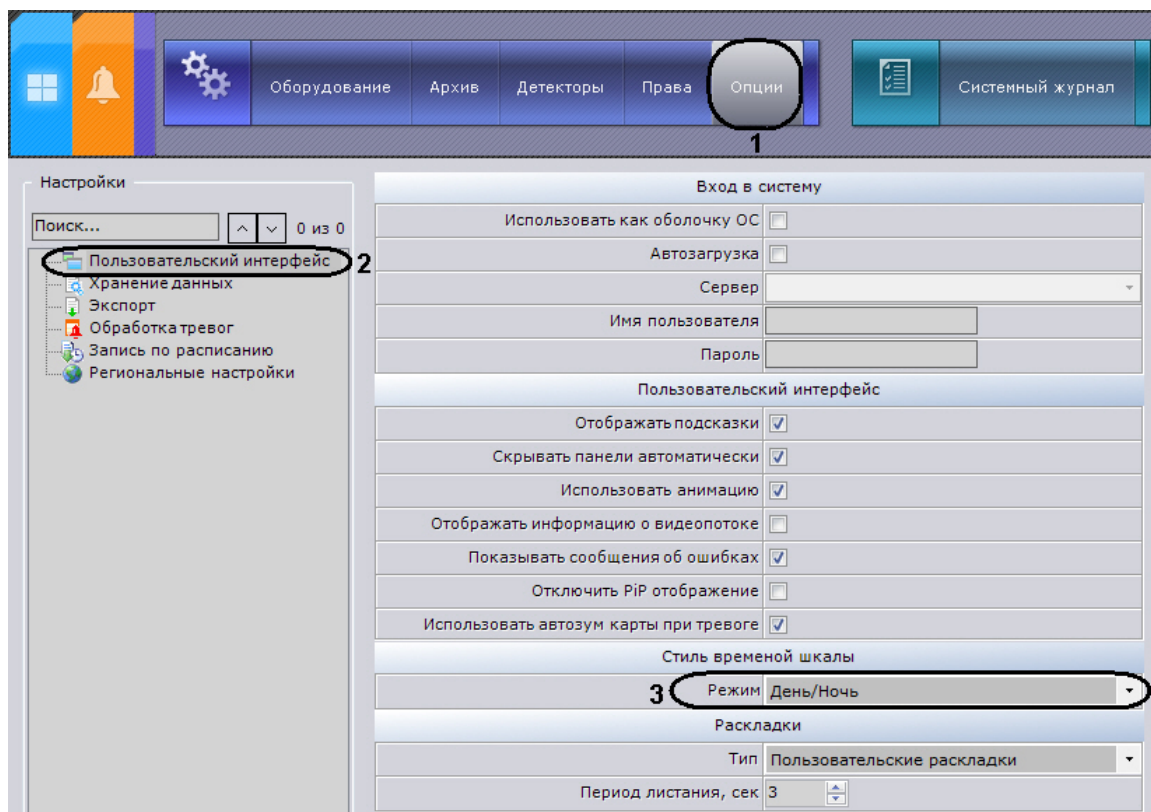 Оборудование Архив Детекторы Права Опции Системный журнал
1
Настройки
Поиск... 0 из 0
Пользовательский интерфейс 2
Хранение данных
Экспорт
Обработка тревог
Запись по расписанию
Региональные настройки
Вход в систему
Использовать как оболочку ОС
Автозагрузка
Сервер
Имя пользователя
Пароль
Пользовательский интерфейс
Отображать подсказки
Скрывать панели автоматически
Использовать анимацию
Отображать информацию о видеопотоке
Показывать сообщения об ошибках
Отключить PiP отображение
Использовать автозум карты при тревоге
Стиль временой шкалы
3 Режим День/Ночь
Раскладки
Тип Пользовательские раскладки
Период листания, сек 3